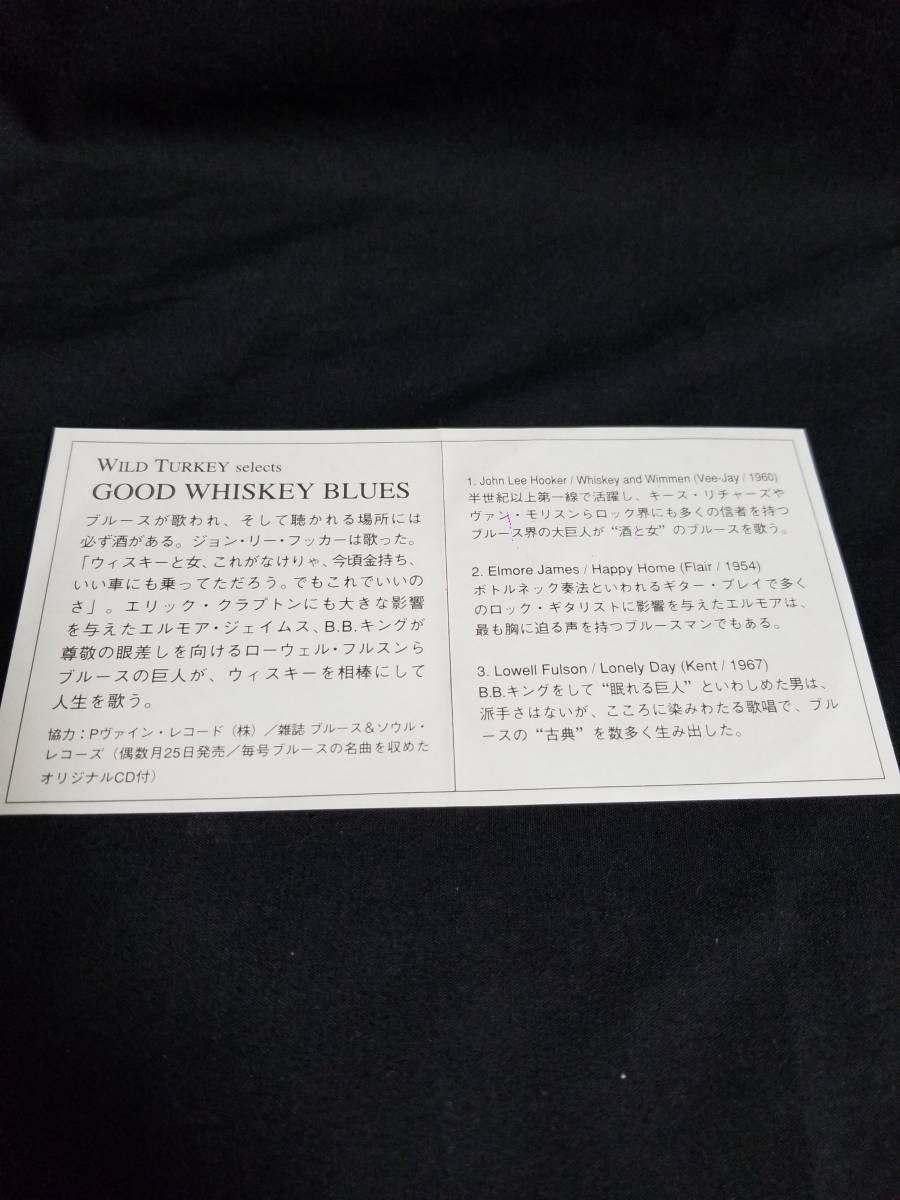 WILD TURKEY selects
GOOD WHISKEY BLUES
ブルースが歌われ、そして聴かれる場所には
必ず酒がある。ジョン・リー・フッカーは歌った。
「ウィスキーと女、これがなけりゃ、今頃金持ち、
いい車にも乗ってただろう。でもこれでいいの
さ」。エリック・クラプトンにも大きな影響
を与えたエルモア・ジェイムス、B.B.キングが
尊敬の眼差しを向けるローウェル・フルスンら
ブルースの巨人が、ウィスキーを相棒にして
人生を歌う。
協力：Pヴァイン・レコード（株）／雑誌 ブルース＆ソウル・
レコーズ（偶数月25日発売／毎号ブルースの名曲を収めた
オリジナルCD付）
1. John Lee Hooker / Whiskey and Wimmen (Vee-Jay / 1960)
半世紀以上第一線で活躍し、キース・リチャーズや
ヴァン・モリスンらロック界にも多くの信者を持つ
ブルース界の大巨人が“酒と女”のブルースを歌う。
2. Elmore James / Happy Home (Flair / 1954)
ボトルネック奏法といわれるギター・プレイで多く
のロック・ギタリストに影響を与えたエルモアは、
最も胸に迫る声を持つブルースマンでもある。
3. Lowell Fulson / Lonely Day (Kent / 1967)
B.B.キングをして“眠れる巨人”といわしめた男は、
派手さはないが、こころに染みわたる歌唱で、ブル
ースの“古典”を数多く生み出した。